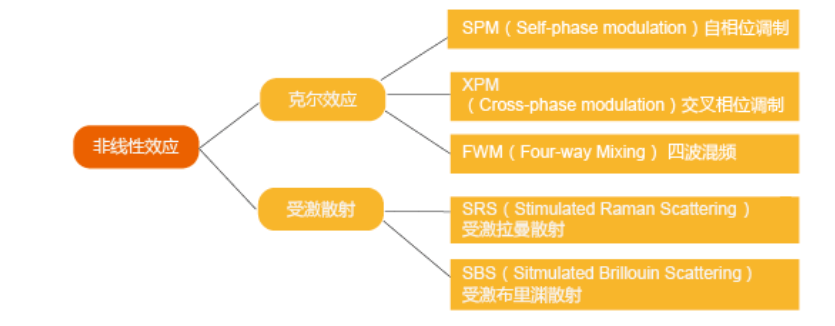 非线性效应
克尔效应
SPM（Self-phase modulation）自相位调制
XPM
（Cross-phase modulation）交叉相位调制
FWM（Four-way Mixing） 四波混频
受激散射
SRS（Stimulated Raman Scattering ）
受激拉曼散射
SBS（Sitmulated Brillouin Scattering）
受激布里渊散射